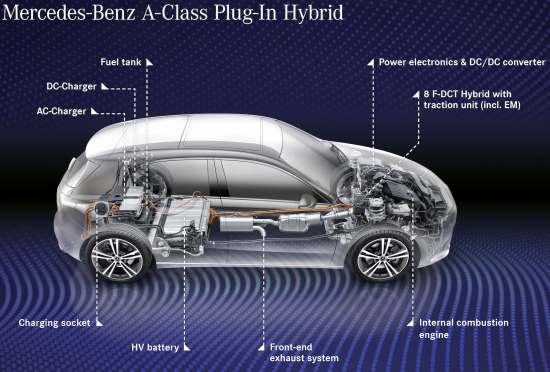 Mercedes-Benz A-Class Plug-In Hybrid
Fuel tank
Power electronics & DC/DC converter
DC-Charger
8 F-DCT Hybrid with
traction unit (incl. EM)
AC-Charger
Charging socket
Internal combustion
engine
HV battery
Front-end
exhaust system